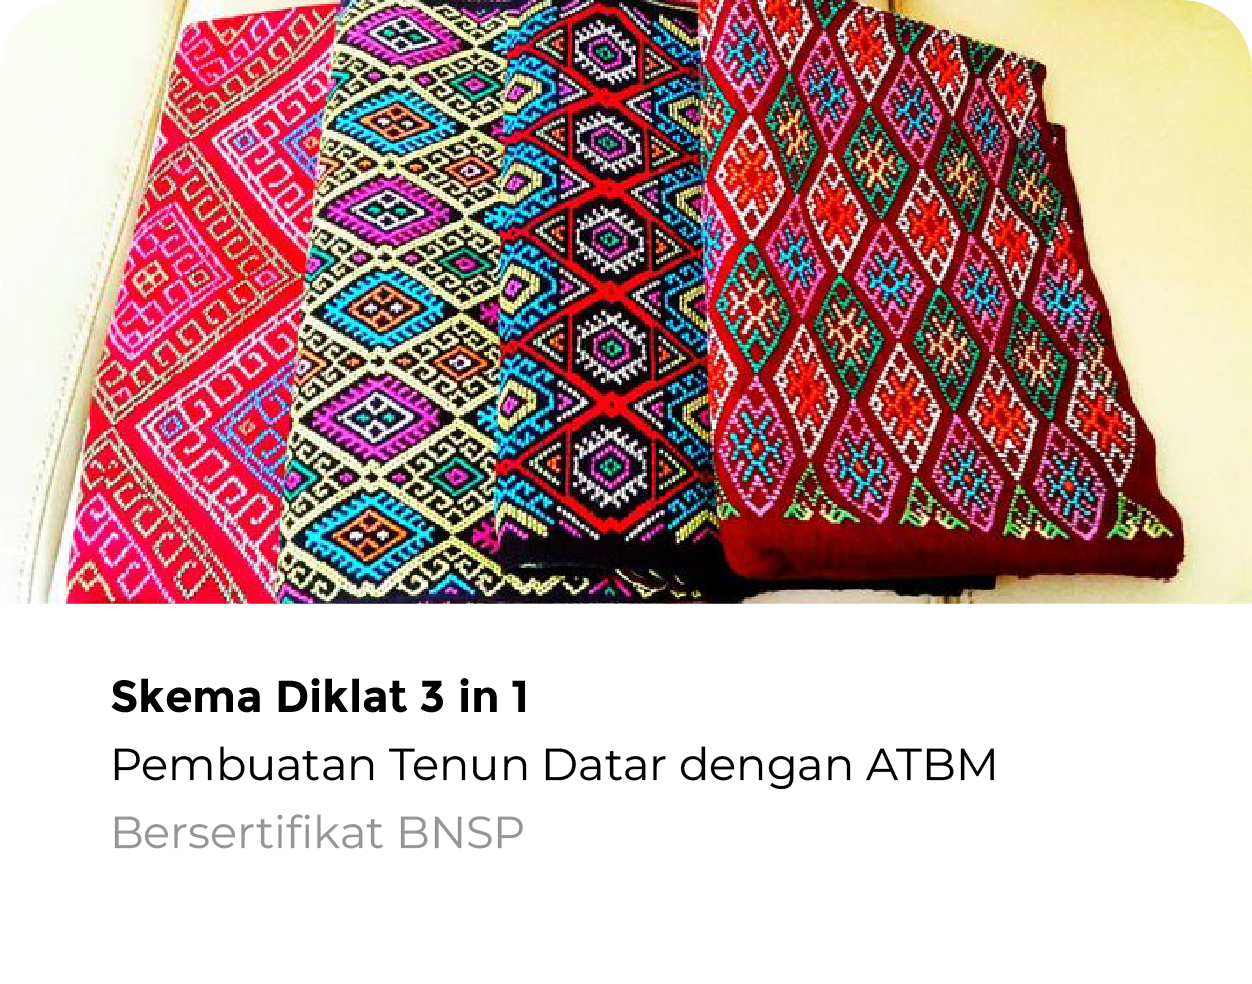 Skema Diklat 3 in 1
Pembuatan Tenun Datar dengan ATBM
Bersertifikat BNSP